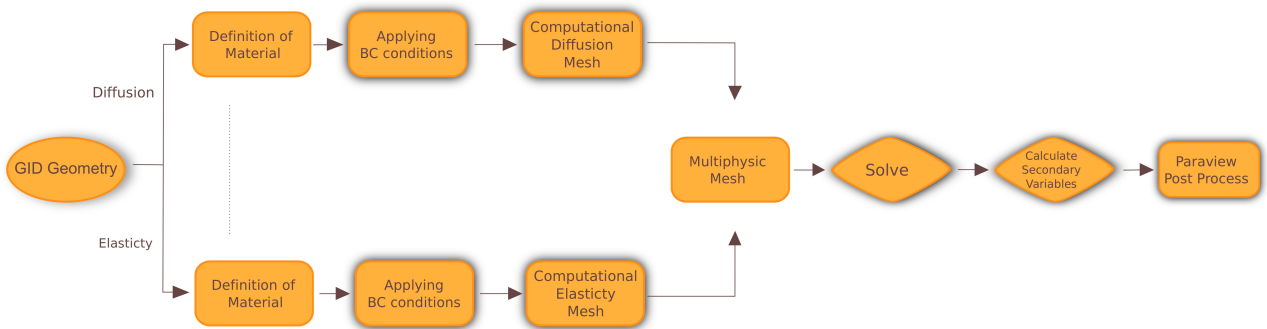 Definition of
Material
Applying
BC conditions
Computational
Diffusion
Mesh
Diffusion
GID Geometry
Elasticty
Multiphysic
Mesh
Solve
Calculate
Secondary
Variables
Paraview
Post Process
Definition of
Material
Applying
BC conditions
Computational
Elasticty
Mesh